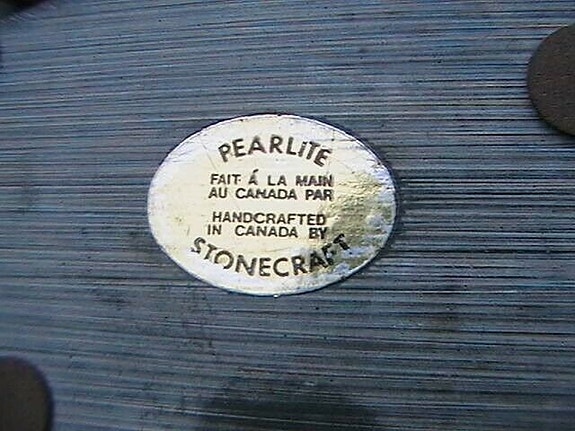 PEARLiTE
FAIT Á LA MAIN
AU CANADA PAR
HANDCRAFTED
IN CANADA BY
STONECRAFT